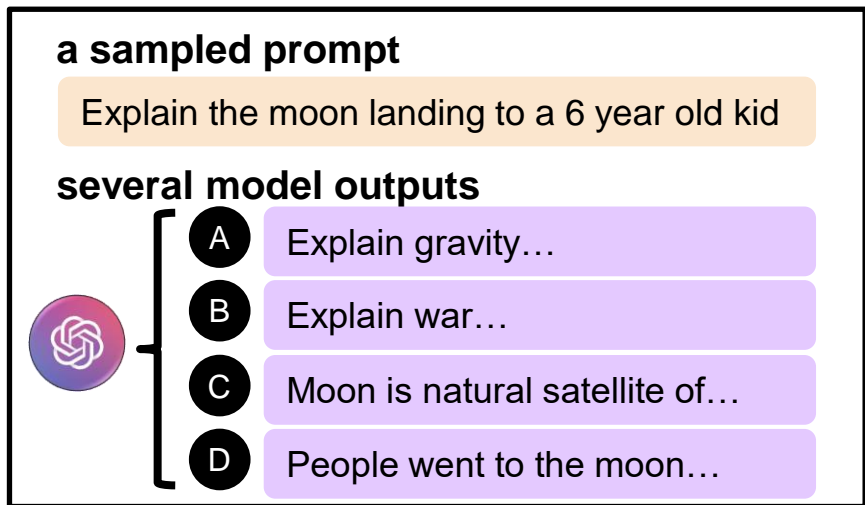 a sampled prompt
Explain the moon landing to a 6 year old kid
several model outputs
A Explain gravity…
B Explain war…
C Moon is natural satellite of…
D People went to the moon…